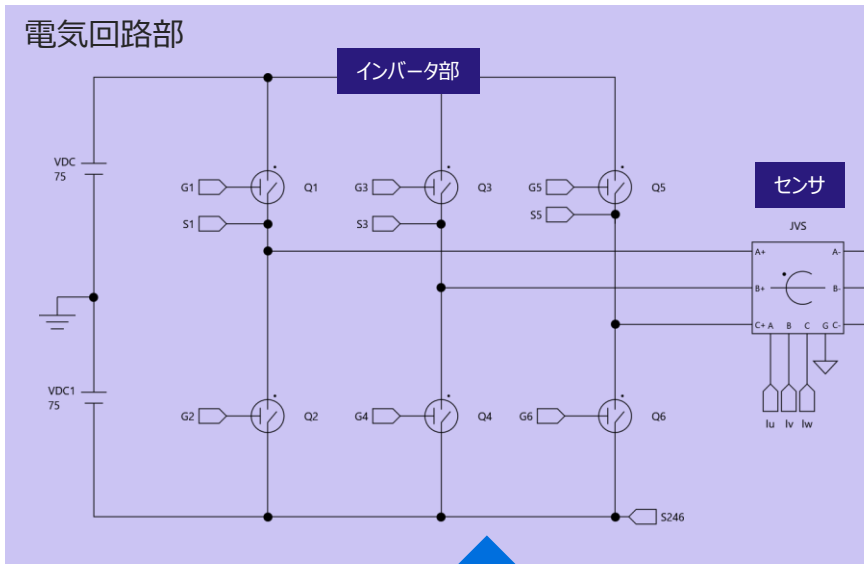 電気回路部
インバータ部
VDC
75
G1
Q1
G3
Q3
G5
Q5
S1
S3
S5
センサ
JVS
A+
A-
B+
B-
C+
A
B
C
G
C-
VDC1
75
G2
Q2
G4
Q4
G6
Q6
Iu
Iv
Iw
S246